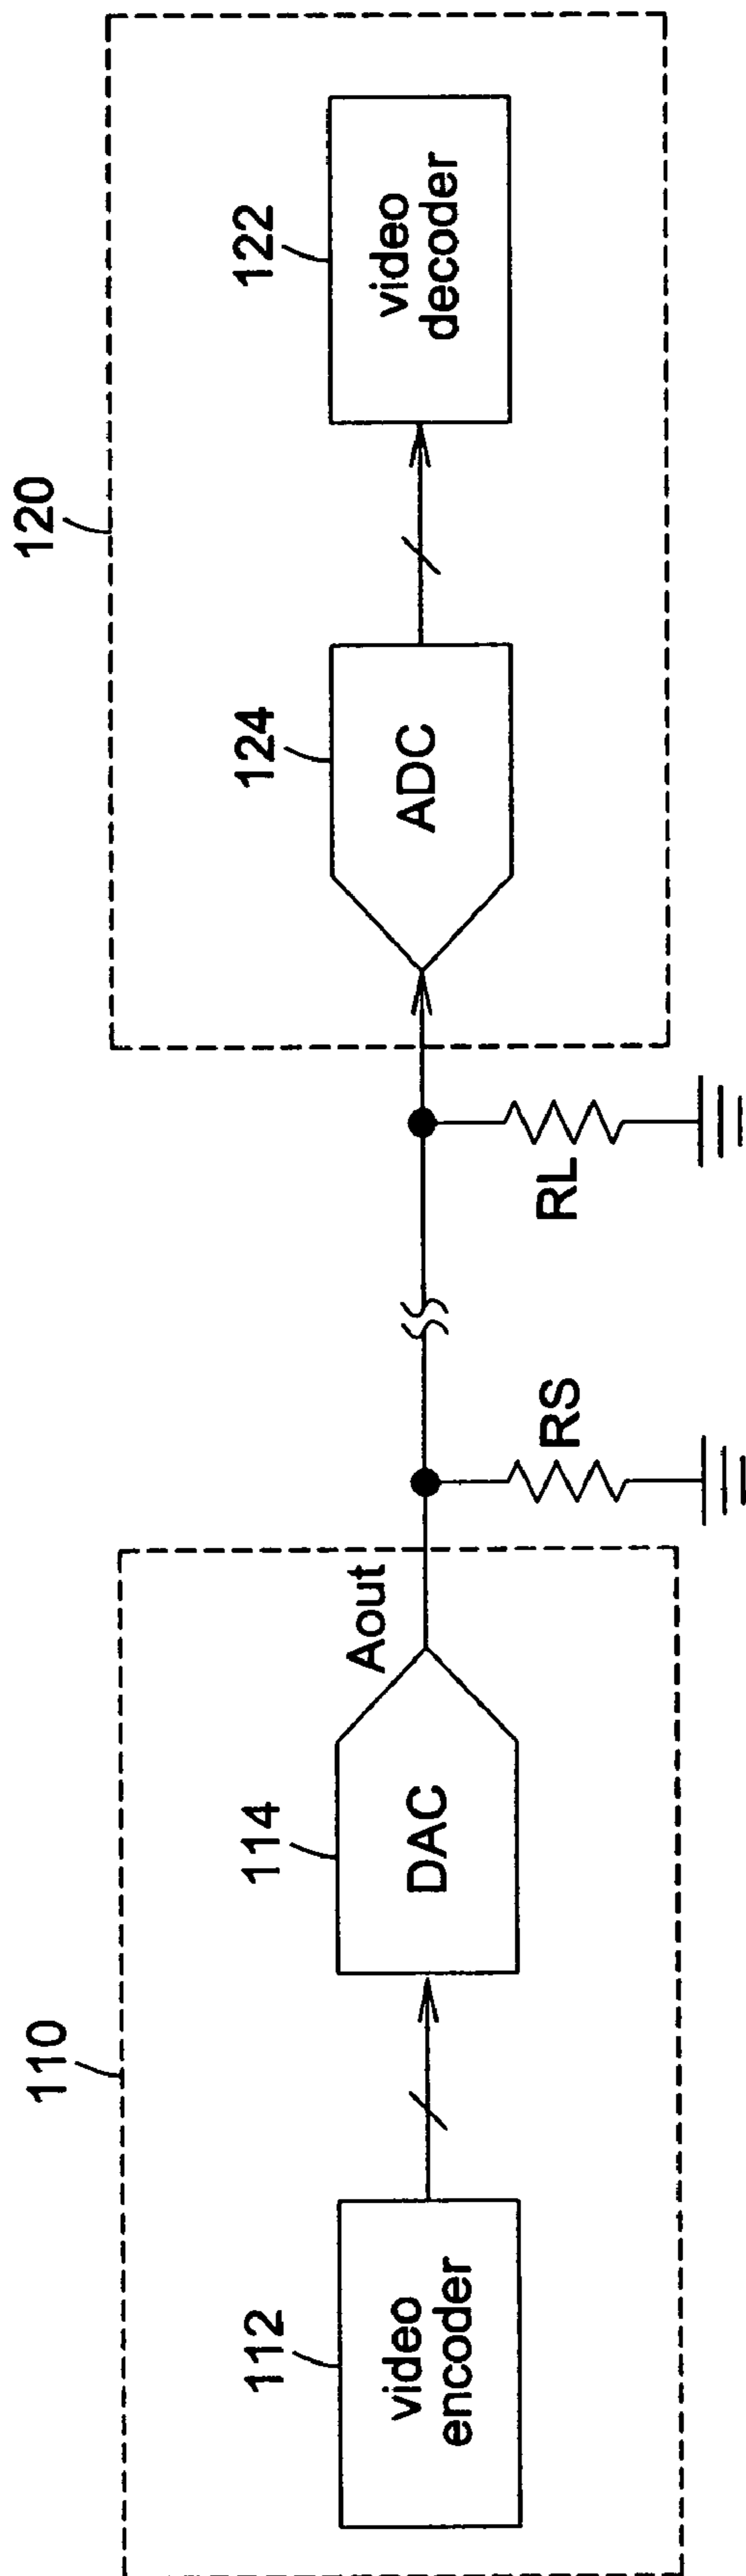 110
120
112
114
124
122
video
encoder
DAC
Aout
RS
RL
ADC
video
decoder